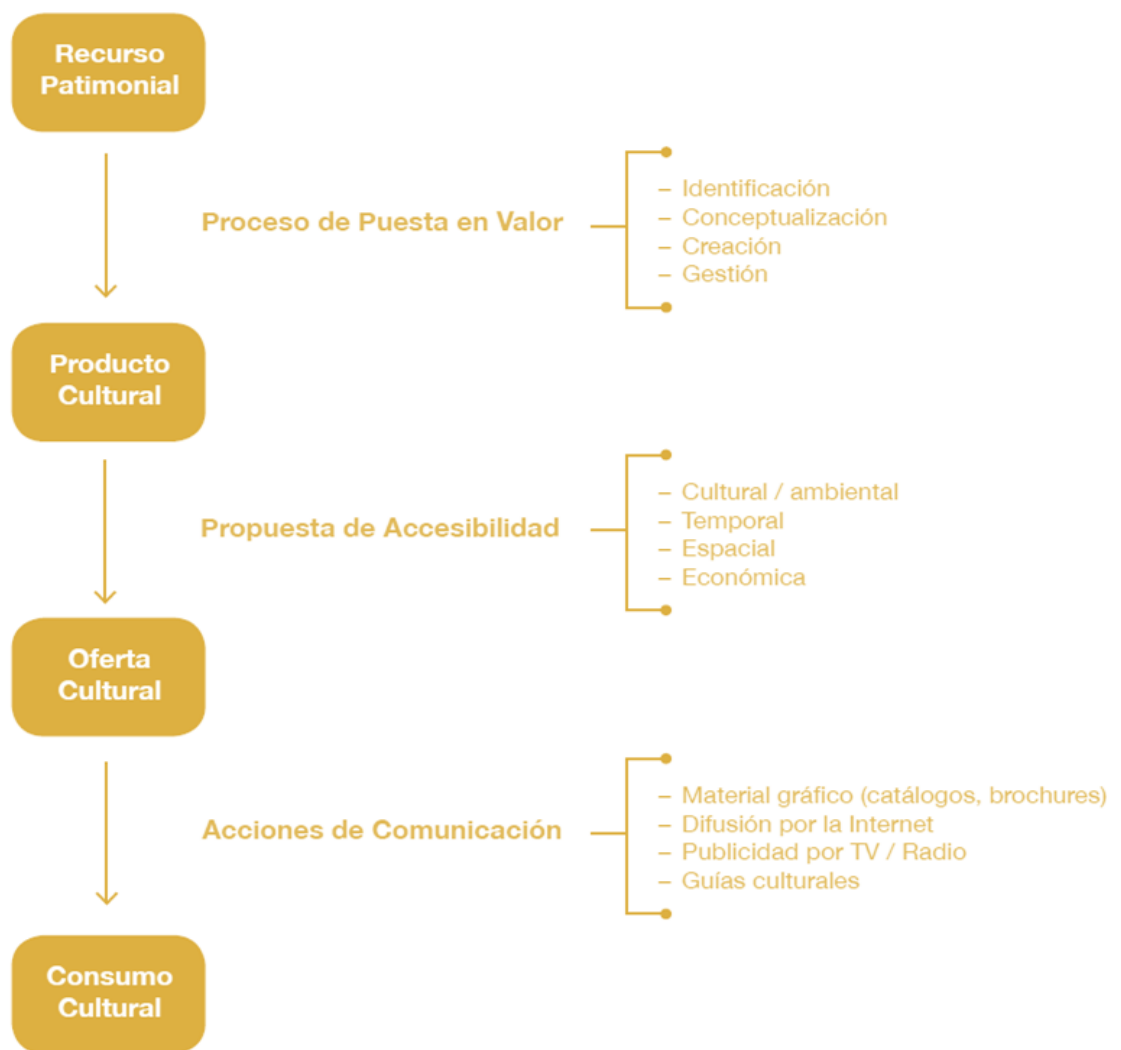 Recurso
Patimonial
Proceso de Puesta en Valor
– Identificación
– Conceptualización
– Creación
– Gestión
Producto
Cultural
Propuesta de Accesibilidad
– Cultural / ambiental
– Temporal
– Espacial
– Económica
Oferta
Cultural
Acciones de Comunicación
– Material gráfico (catálogos, brochures)
– Difusión por la Internet
– Publicidad por TV / Radio
– Guías culturales
Consumo
Cultural